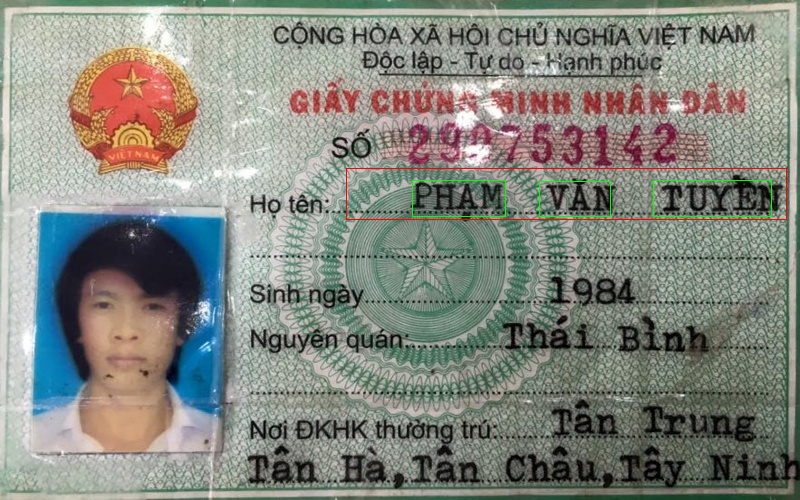 CỘNG HÒA XÃ HỘI CHỦ NGHĨA VIỆT NAM
Độc lập - Tự do - Hạnh phúc
GIẤY CHỨNG MINH NHÂN DÂN
VIỆT NAM
SỐ 290753142
Họ tên: PHẠM VĂN TUYỀN
Sinh ngày 1984
Nguyên quán: Thái Bình
Nơi ĐKHK thường trú: Tân Trung
Tân Hà, Tân Châu, Tây Ninh